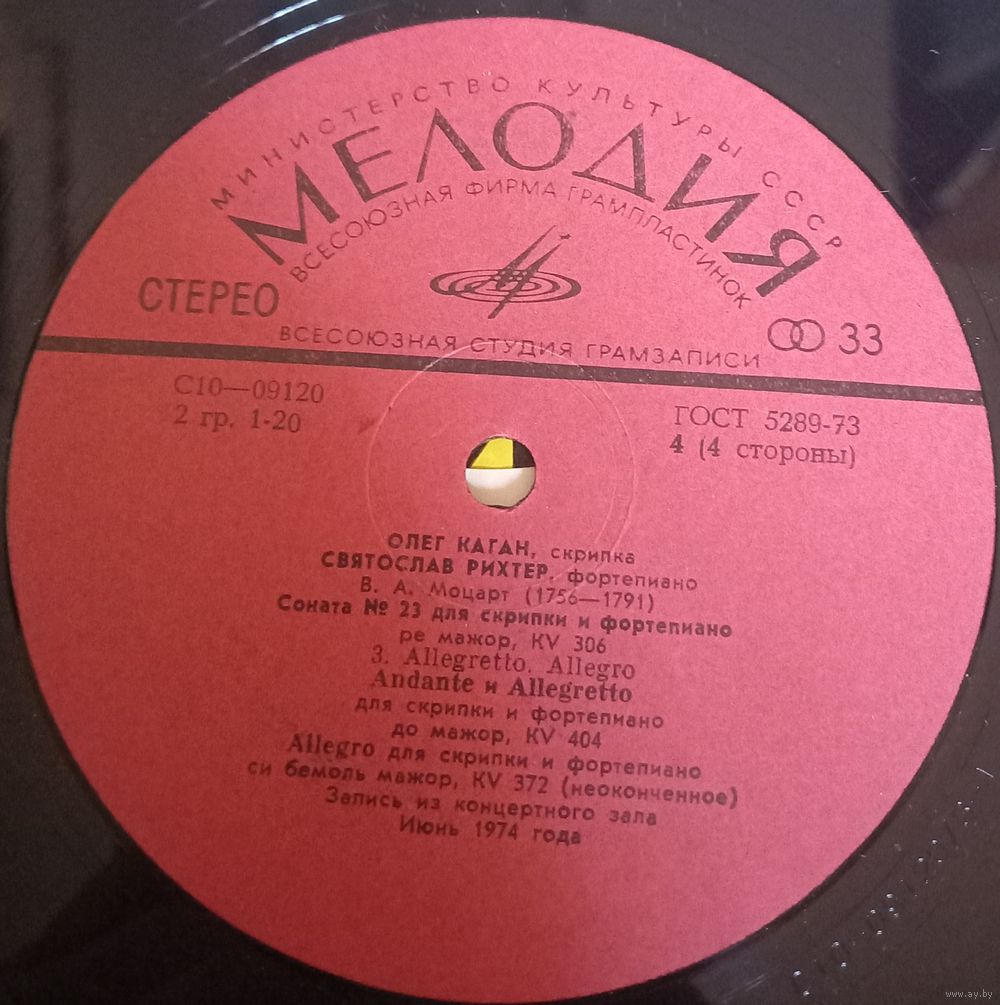 МИНИСТЕРСТВО КУЛЬТУРЫ СССР
МЕЛОДИЯ
ВСЕСОЮЗНАЯ ФИРМА ГРАМПЛАСТИНОК
СТЕРЕО
33
ВСЕСОЮЗНАЯ СТУДИЯ ГРАМЗАПИСИ
С10—09120
2 гр. 1-20
ГОСТ 5289-73
4 (4 стороны)
ОЛЕГ КАГАН, скрипка
СВЯТОСЛАВ РИХТЕР, фортепиано
В. А. Моцарт (1756—1791)
Соната № 23 для скрипки и фортепиано
ре мажор, KV 306
3. Allegretto. Allegro
Andante и Allegretto
для скрипки и фортепиано
до мажор, KV 404
Allegro для скрипки и фортепиано
си бемоль мажор, KV 372 (неоконченное)
Запись из концертного зала
Июнь 1974 года
www.ay.by